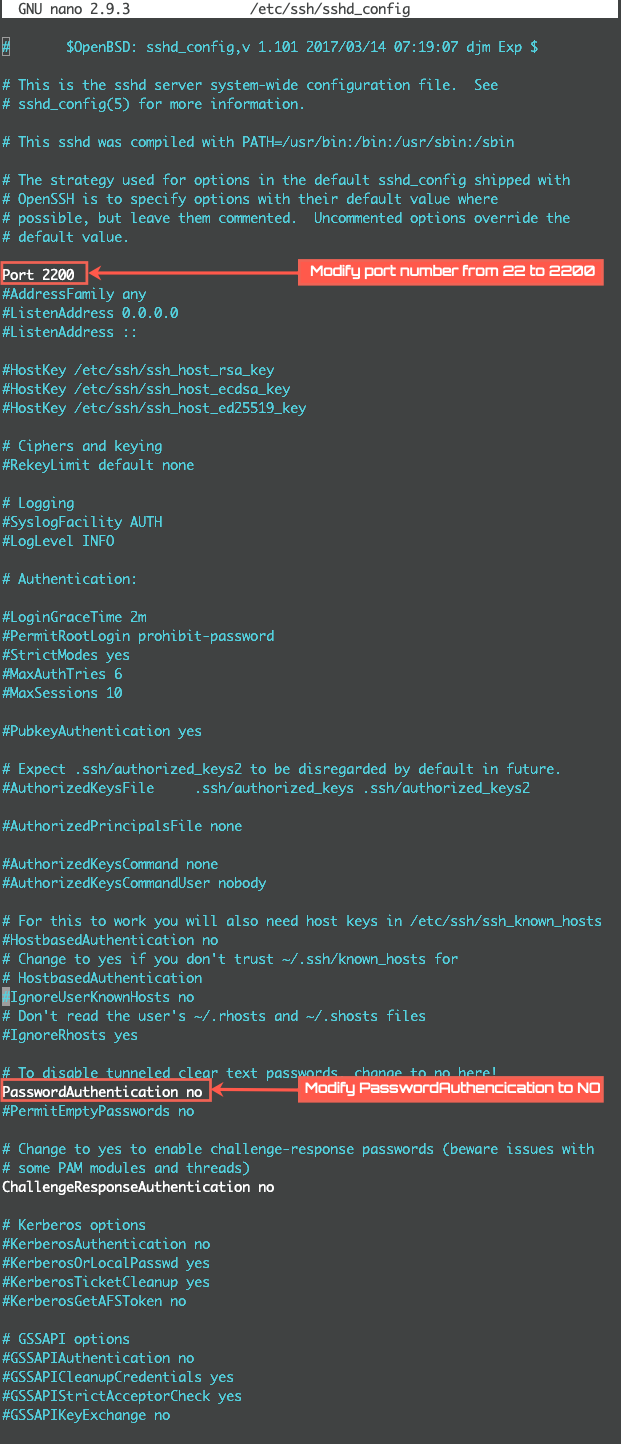 GNU nano 2.9.3 /etc/ssh/sshd_config
# $OpenBSD: sshd_config,v 1.101 2017/03/14 07:19:07 djm Exp $
# This is the sshd server system-wide configuration file. See
# sshd_config(5) for more information.
# This sshd was compiled with PATH=/usr/bin:/bin:/usr/sbin:/sbin
# The strategy used for options in the default sshd_config shipped with
# OpenSSH is to specify options with their default value where
# possible, but leave them commented. Uncommented options override the
# default value.
Port 2200 Modify port number from 22 to 2200
#AddressFamily any
#ListenAddress 0.0.0.0
#ListenAddress ::
#HostKey /etc/ssh/ssh_host_rsa_key
#HostKey /etc/ssh/ssh_host_ecdsa_key
#HostKey /etc/ssh/ssh_host_ed25519_key
# Ciphers and keying
#RekeyLimit default none
# Logging
#SyslogFacility AUTH
#LogLevel INFO
# Authentication:
#LoginGraceTime 2m
#PermitRootLogin prohibit-password
#StrictModes yes
#MaxAuthTries 6
#MaxSessions 10
#PubkeyAuthentication yes
# Expect .ssh/authorized_keys2 to be disregarded by default in future.
#AuthorizedKeysFile .ssh/authorized_keys .ssh/authorized_keys2
#AuthorizedPrincipalsFile none
#AuthorizedKeysCommand none
#AuthorizedKeysCommandUser nobody
# For this to work you will also need host keys in /etc/ssh/ssh_known_hosts
#HostbasedAuthentication no
# Change to yes if you don't trust ~/.ssh/known_hosts for
# HostbasedAuthentication
#IgnoreUserKnownHosts no
# Don't read the user's ~/.rhosts and ~/.shosts files
#IgnoreRhosts yes
# To disable tunneled clear text passwords, change to no here!
PasswordAuthentication no Modify PasswordAuthencication to NO
#PermitEmptyPasswords no
# Change to yes to enable challenge-response passwords (beware issues with
# some PAM modules and threads)
ChallengeResponseAuthentication no
# Kerberos options
#KerberosAuthentication no
#KerberosOrLocalPasswd yes
#KerberosTicketCleanup yes
#KerberosGetAFSToken no
# GSSAPI options
#GSSAPIAuthentication no
#GSSAPICleanupCredentials yes
#GSSAPIStrictAcceptorCheck yes
#GSSAPIKeyExchange no